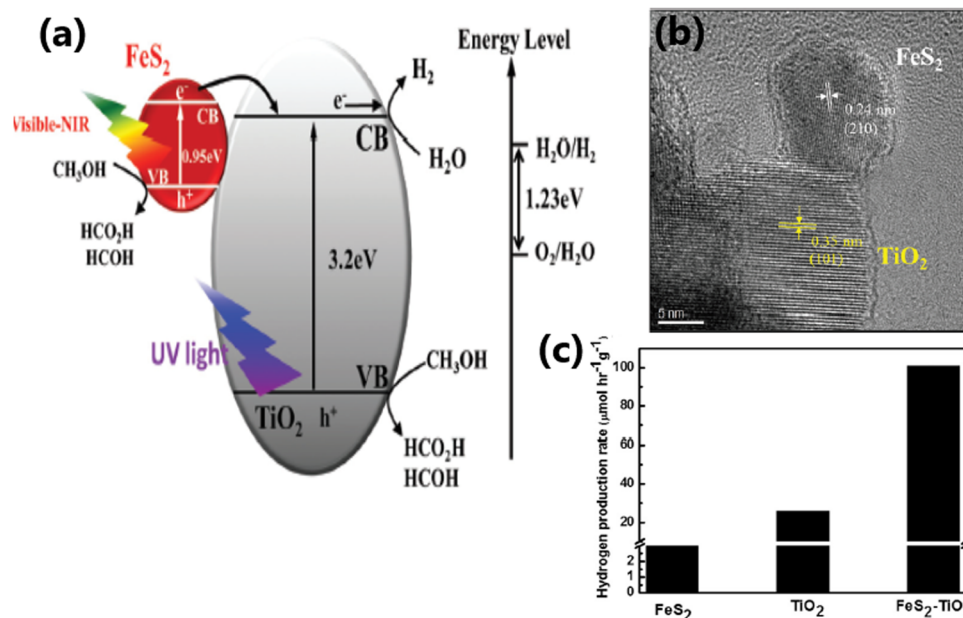 (a)
FeS₂
e⁻
CB
Visible-NIR
0.95eV
CH₃OH
VB
h⁺
HCO₂H
HCOH
H₂
e⁻
CB
H₂O
3.2eV
UV light
VB
CH₃OH
TiO₂ h⁺
HCO₂H
HCOH
Energy Level
H₂O/H₂
1.23eV
O₂/H₂O
(b)
FeS₂
0.24 nm
(210)
0.35 nm
(101)
TiO₂
5 nm
(c)
Hydrogen production rate (μmol hr⁻¹g⁻¹)
100
80
60
40
20
2
1
0
FeS₂
TiO₂
FeS₂-TiO